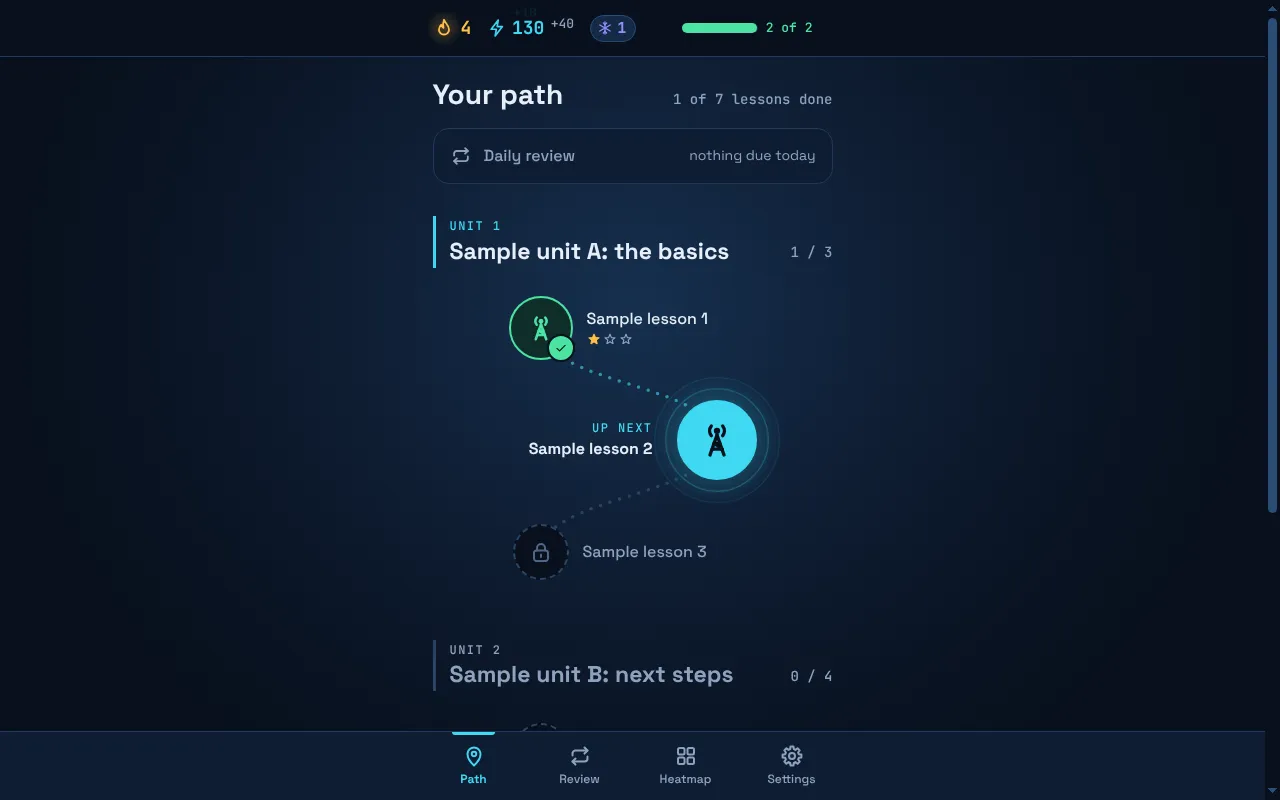 4 130 +40 1 2 of 2
Your path 1 of 7 lessons done
Daily review nothing due today
UNIT 1
Sample unit A: the basics 1 / 3
Sample lesson 1
UP NEXT
Sample lesson 2
Sample lesson 3
UNIT 2
Sample unit B: next steps 0 / 4
Path Review Heatmap Settings